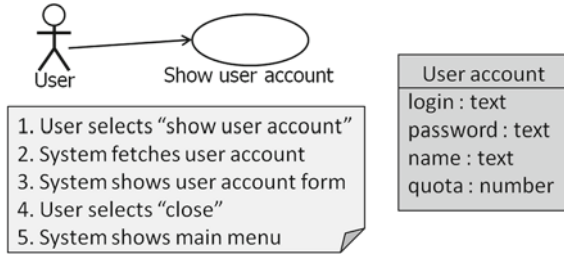 User
Show user account
1. User selects “show user account”
2. System fetches user account
3. System shows user account form
4. User selects “close”
5. System shows main menu
User account
login : text
password : text
name : text
quota : number